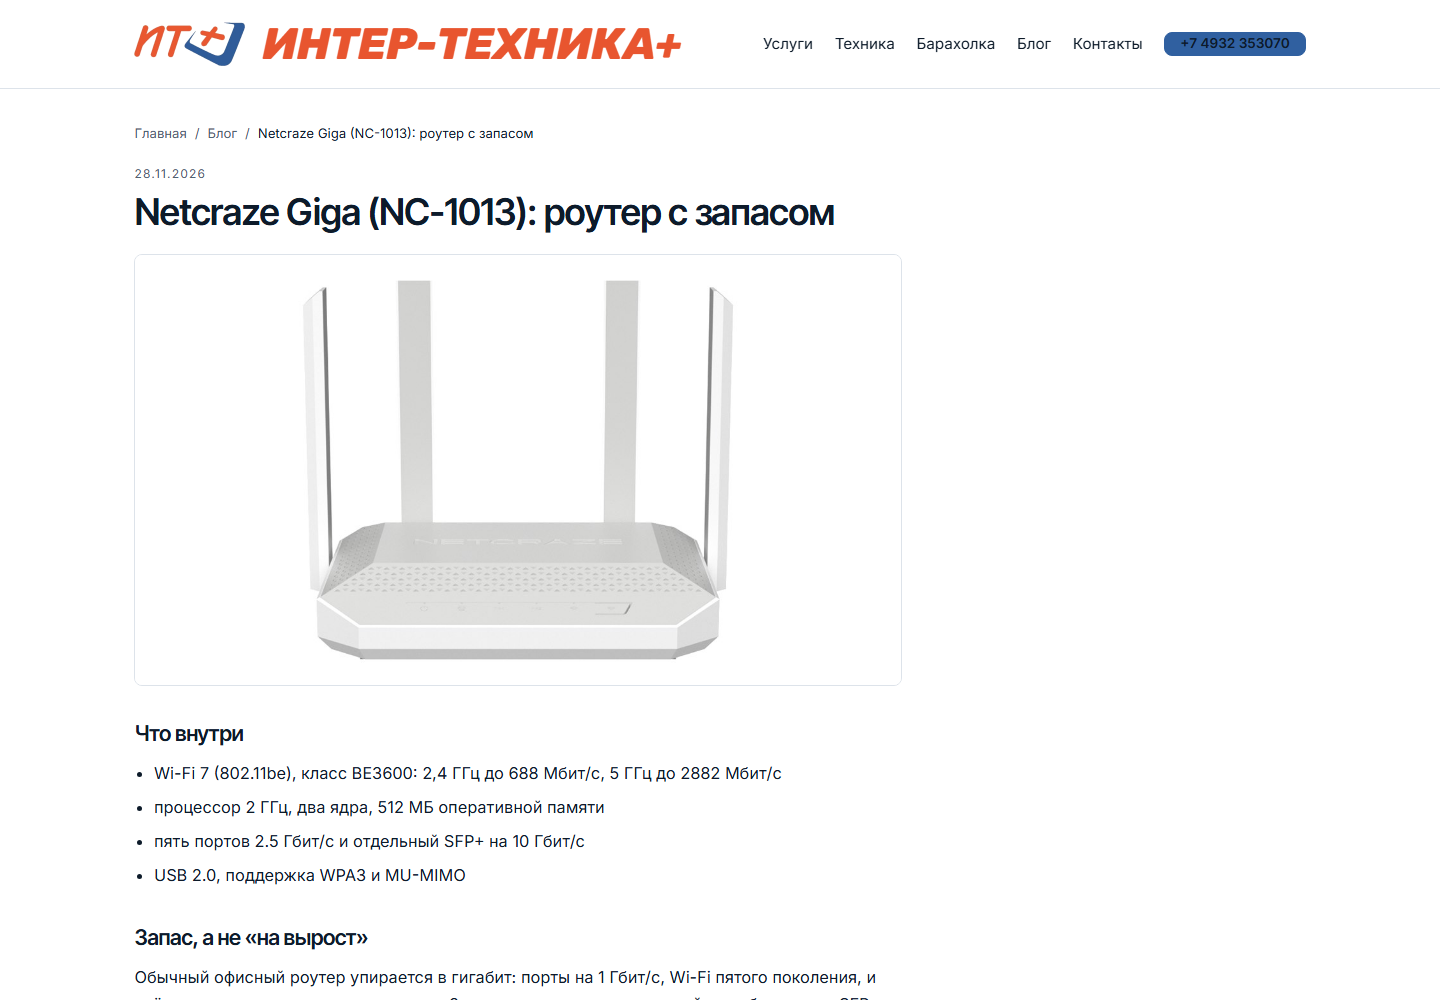 ИТ+ ИНТЕР-ТЕХНИКА+
Услуги Техника Барахолка Блог Контакты +7 4932 353070
Главная / Блог / Netcraze Giga (NC-1013): роутер с запасом
28.11.2026
Netcraze Giga (NC-1013): роутер с запасом
NETCRAZE
Что внутри
• Wi-Fi 7 (802.11be), класс BE3600: 2,4 ГГц до 688 Мбит/с, 5 ГГц до 2882 Мбит/с
• процессор 2 ГГц, два ядра, 512 МБ оперативной памяти
• пять портов 2.5 Гбит/с и отдельный SFP+ на 10 Гбит/с
• USB 2.0, поддержка WPA3 и MU-MIMO
Запас, а не «на вырост»
Обычный офисный роутер упирается в гигабит: порты на 1 Гбит/с, Wi-Fi пятого поколения, и